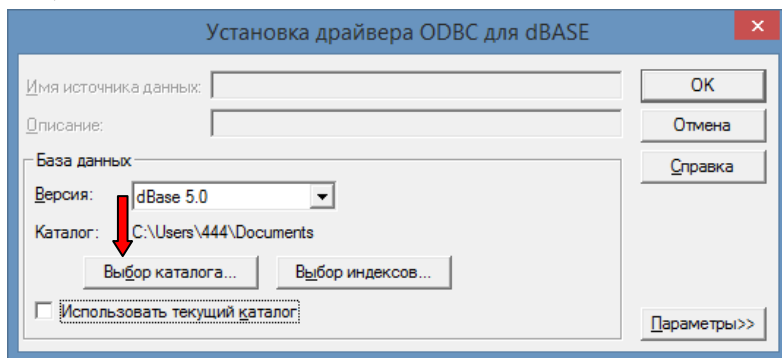 Установка драйвера ODBC для dBASE
Имя источника данных:
OK
Описание:
Отмена
База данных
Справка
Версия:
dBase 5.0
Каталог:
C:\Users\444\Documents
Выбор каталога...
Выбор индексов...
Использовать текущий каталог
Параметры>>